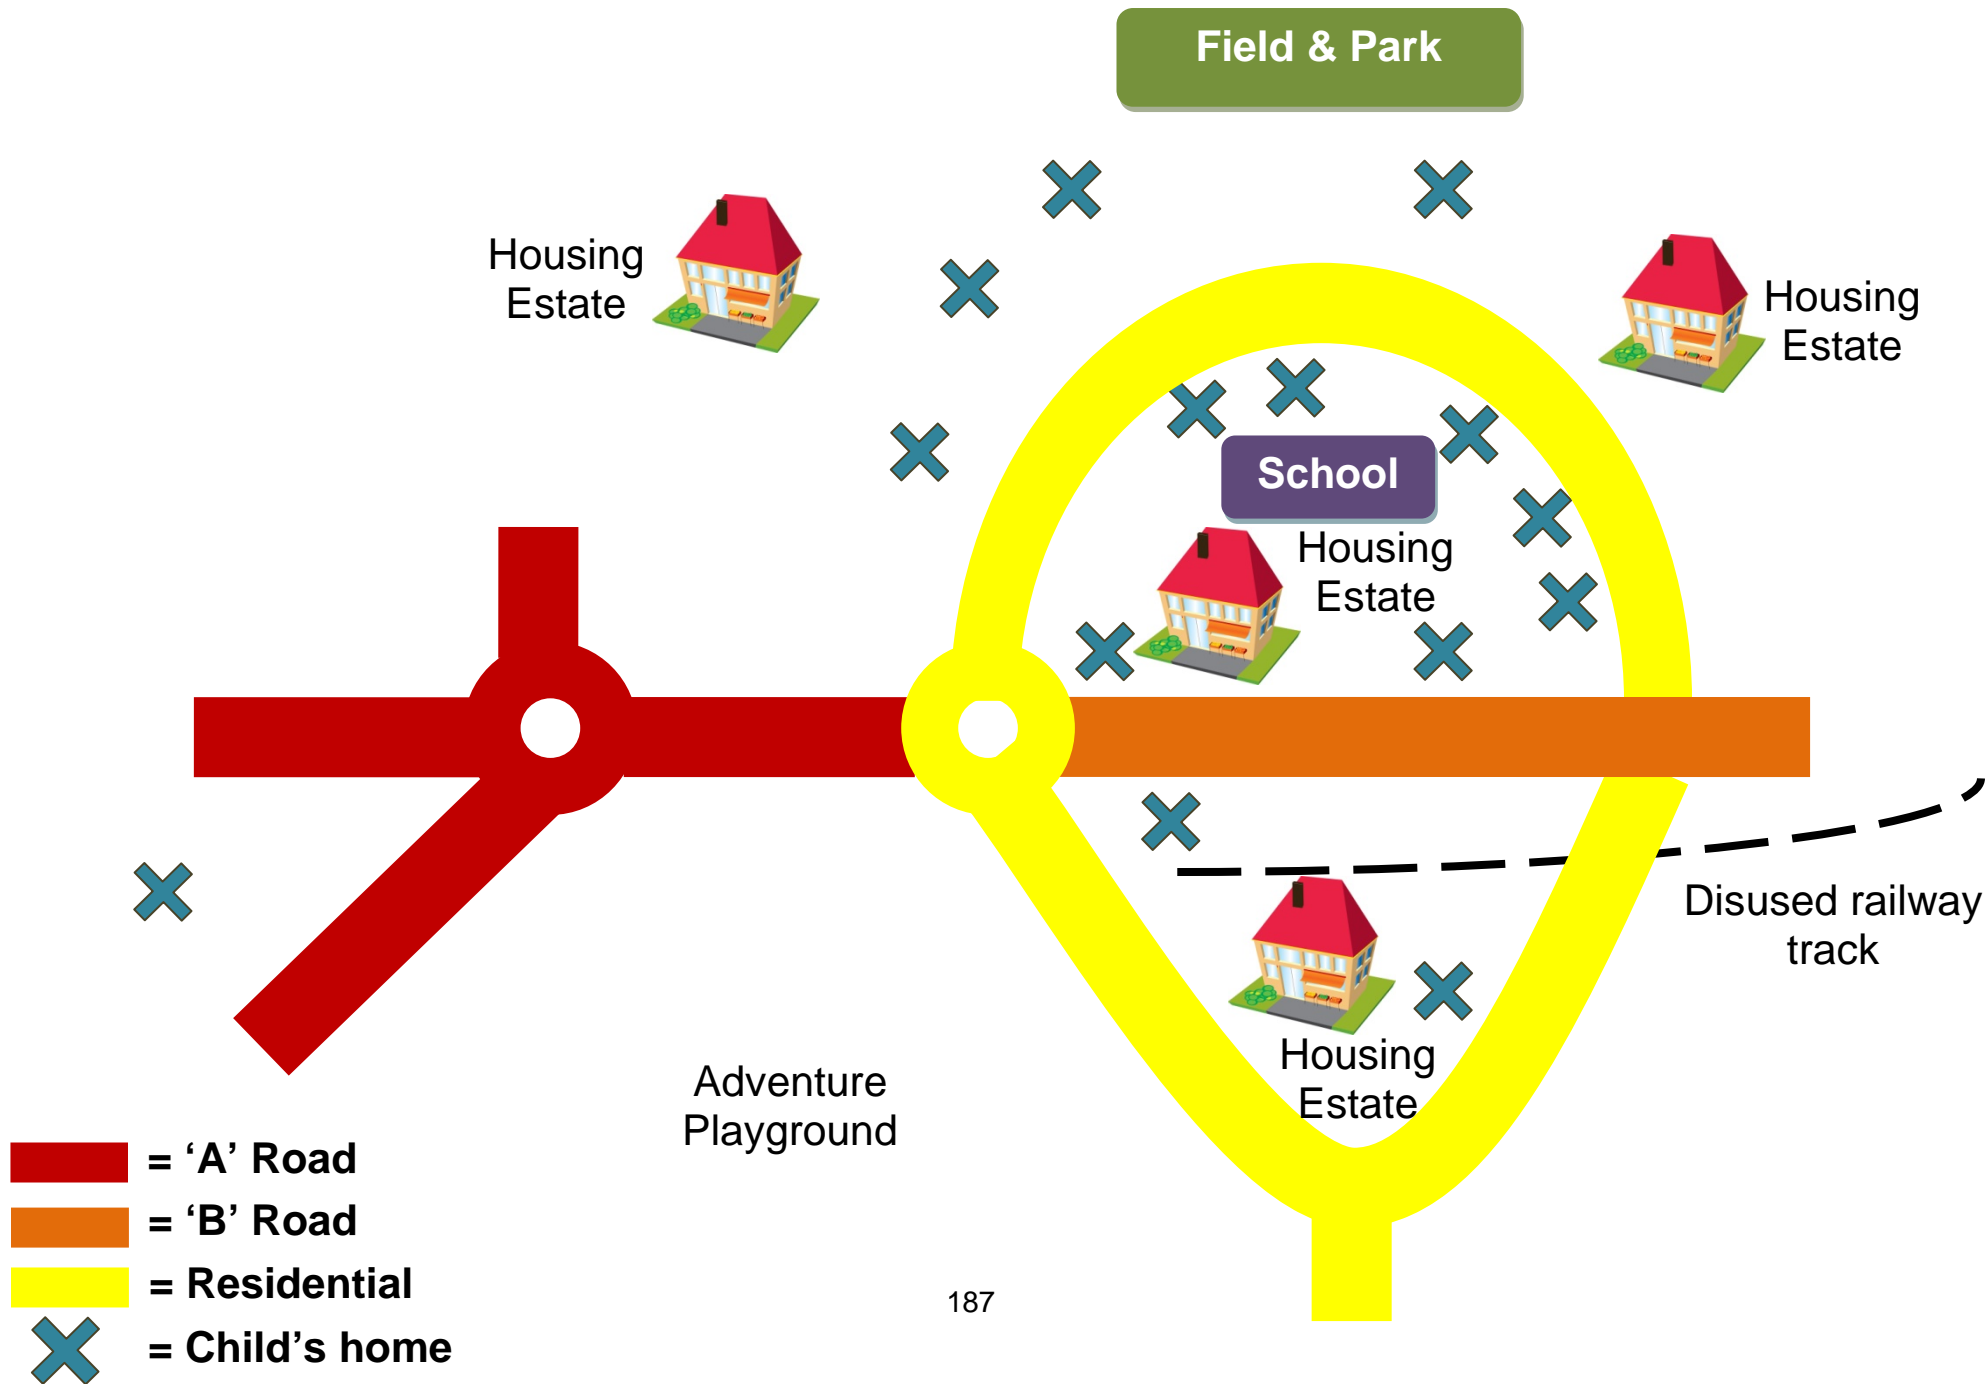 Field & Park
Housing
Estate
Housing
Estate
School
Housing
Estate
Disused railway
track
Housing
Estate
Adventure
Playground
= ‘A’ Road
= ‘B’ Road
= Residential
= Child’s home
187